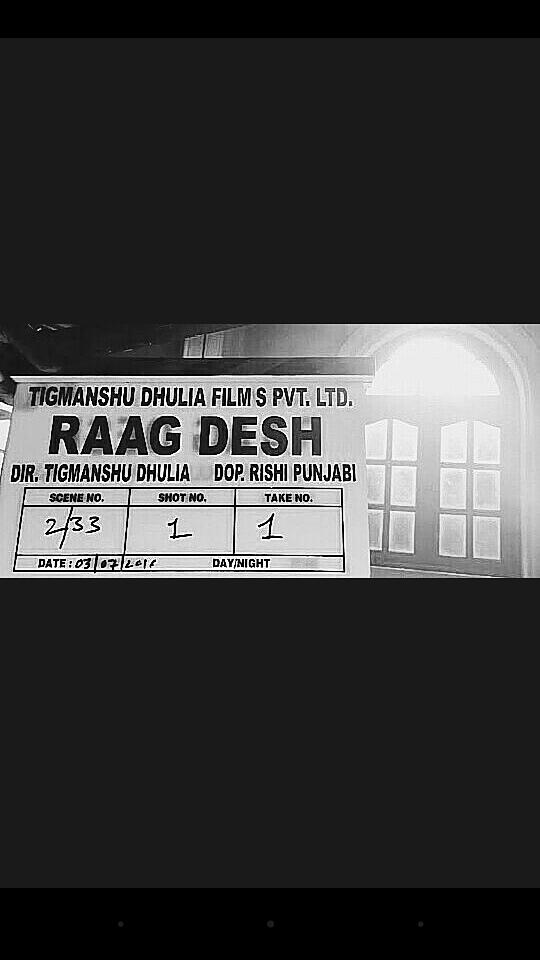 TIGMANSHU DHULIA FILMS PVT. LTD.
RAAG DESH
DIR. TIGMANSHU DHULIA DOP. RISHI PUNJABI
SCENE NO. SHOT NO. TAKE NO.
2/33 1 1
DATE : 03/07/2016 DAY/NIGHT